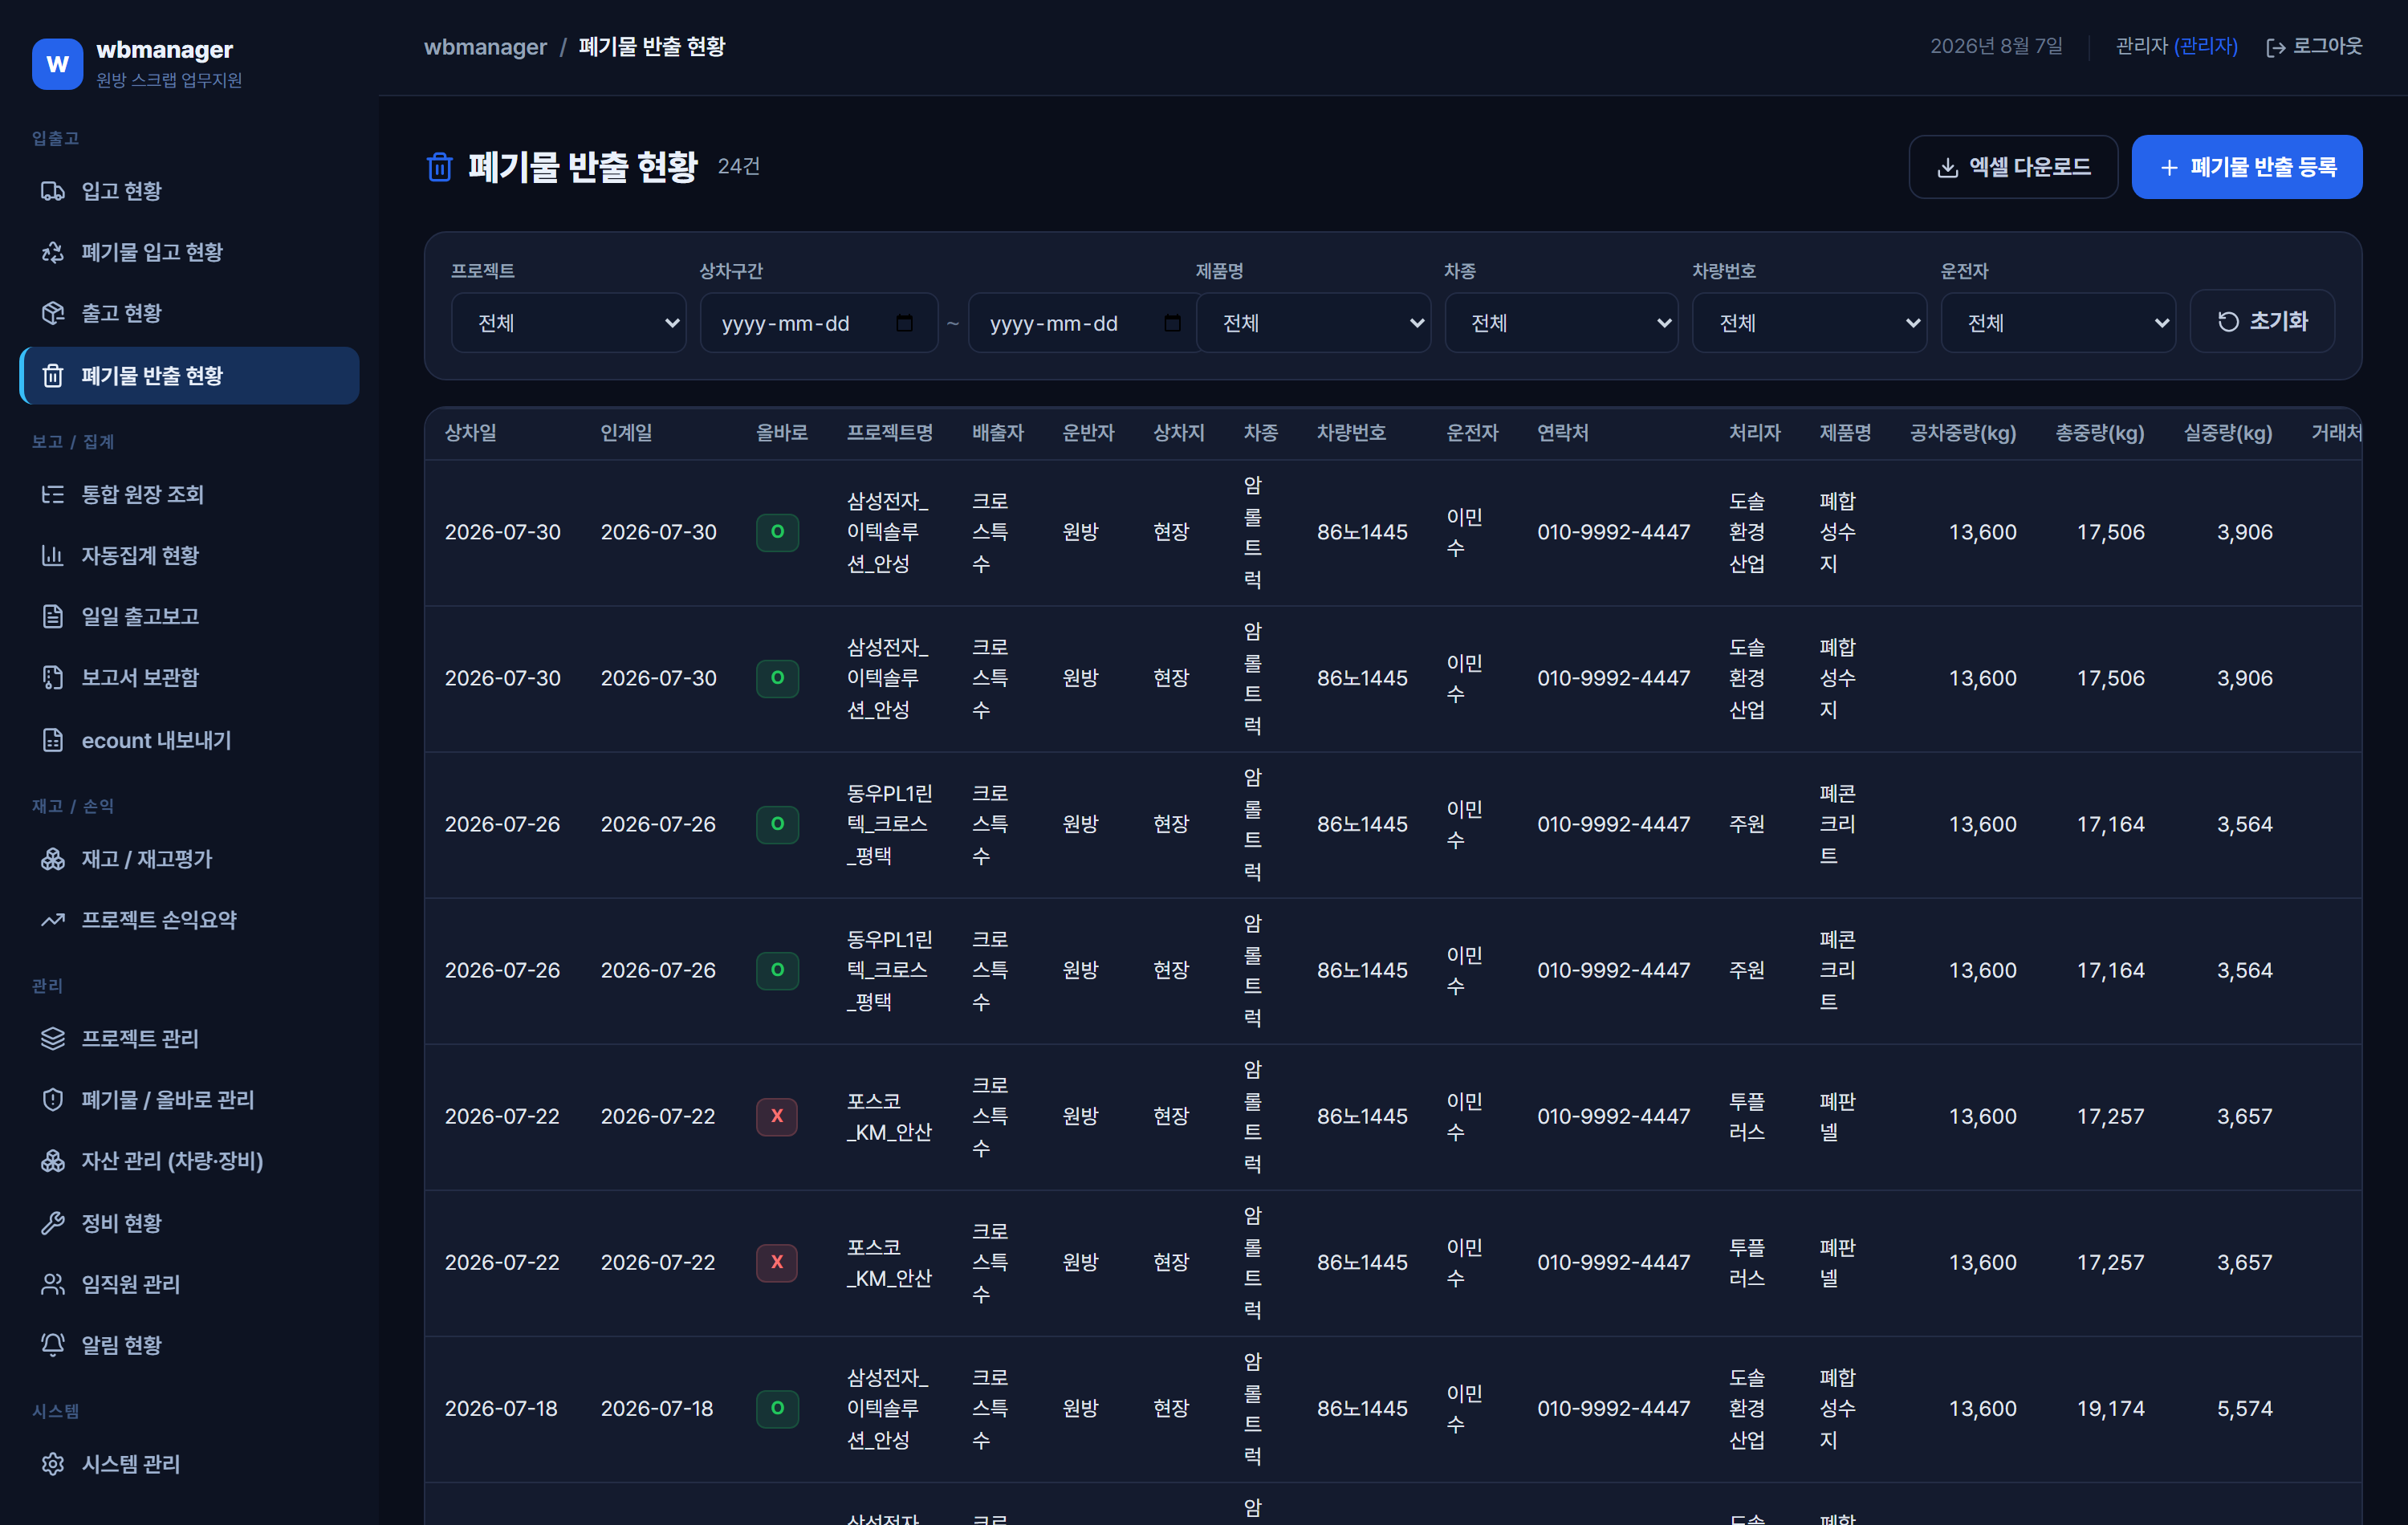 W
wbmanager
원방 스크랩 업무지원
입출고
입고 현황
폐기물 입고 현황
출고 현황
폐기물 반출 현황
보고 / 집계
통합 원장 조회
자동집계 현황
일일 출고보고
보고서 보관함
ecount 내보내기
재고 / 손익
재고 / 재고평가
프로젝트 손익요약
관리
프로젝트 관리
폐기물 / 올바로 관리
자산 관리 (차량·장비)
정비 현황
임직원 관리
알림 현황
시스템
시스템 관리
wbmanager / 폐기물 반출 현황
2026년 8월 7일
관리자 (관리자)
로그아웃
폐기물 반출 현황 24건
엑셀 다운로드
+ 폐기물 반출 등록
프로젝트 상차구간 제품명 차종 차량번호 운전자
전체 yyyy-mm-dd ~ yyyy-mm-dd 전체 전체 전체 전체 초기화
상차일 인계일 올바로 프로젝트명 배출자 운반자 상차지 차종 차량번호 운전자 연락처 처리자 제품명 공차중량(kg) 총중량(kg) 실중량(kg) 거래처
2026-07-30 2026-07-30 O 삼성전자_이텍솔루션_안성 크로스특수 원방 현장 암롤트럭 86노1445 이민수 010-9992-4447 도솔환경산업 폐합성수지 13,600 17,506 3,906
2026-07-30 2026-07-30 O 삼성전자_이텍솔루션_안성 크로스특수 원방 현장 암롤트럭 86노1445 이민수 010-9992-4447 도솔환경산업 폐합성수지 13,600 17,506 3,906
2026-07-26 2026-07-26 O 동우PL1린텍_크로스_평택 크로스특수 원방 현장 암롤트럭 86노1445 이민수 010-9992-4447 주원 폐콘크리트 13,600 17,164 3,564
2026-07-26 2026-07-26 O 동우PL1린텍_크로스_평택 크로스특수 원방 현장 암롤트럭 86노1445 이민수 010-9992-4447 주원 폐콘크리트 13,600 17,164 3,564
2026-07-22 2026-07-22 X 포스코_KM_안산 크로스특수 원방 현장 암롤트럭 86노1445 이민수 010-9992-4447 투플러스 폐판넬 13,600 17,257 3,657
2026-07-22 2026-07-22 X 포스코_KM_안산 크로스특수 원방 현장 암롤트럭 86노1445 이민수 010-9992-4447 투플러스 폐판넬 13,600 17,257 3,657
2026-07-18 2026-07-18 O 삼성전자_이텍솔루션_안성 크로스특수 원방 현장 암롤트럭 86노1445 이민수 010-9992-4447 도솔환경산업 폐합성수지 13,600 19,174 5,574
암